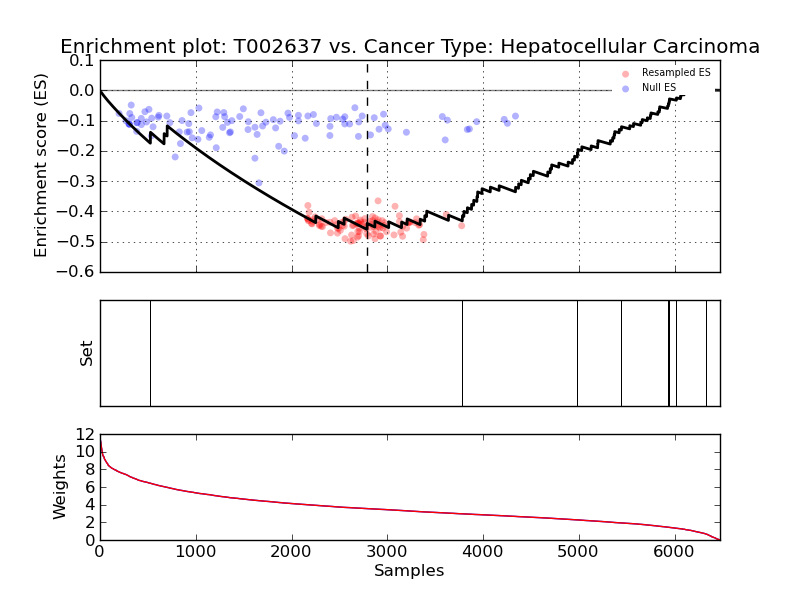 Enrichment plot: T002637 vs. Cancer Type: Hepatocellular Carcinoma
Enrichment score (ES)
0.1
0.0
−0.1
−0.2
−0.3
−0.4
−0.5
−0.6
Resampled ES
Null ES
Set
Weights
12
10
8
6
4
2
0
0 1000 2000 3000 4000 5000 6000
Samples